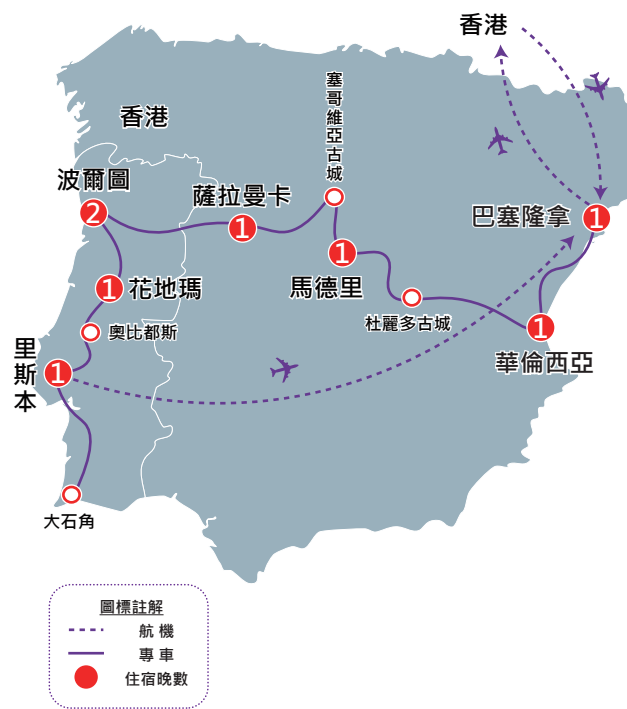 香港
塞哥維亞古城
香港
波爾圖
薩拉曼卡
2
1
巴塞隆拿
1
1
馬德里
1
花地瑪
杜麗多古城
奧比都斯
1
華倫西亞
里斯本
1
大石角
圖標註解
航機
專車
住宿晚數